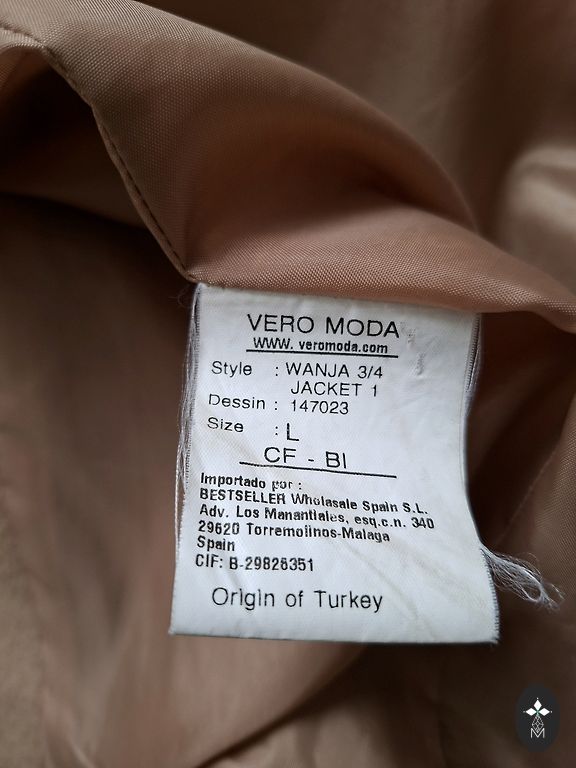 VERO MODA
WWW. veromoda.com
Style : WANJA 3/4
JACKET 1
Dessin : 147023
Size : L
CF - BI
Importado por :
BESTSELLER Wholasale Spain S.L.
Adv. Los Manantiales, esq.c.n. 340
29620 Torremolinos-Malaga
Spain
CIF: B-29828351
Origin of Turkey